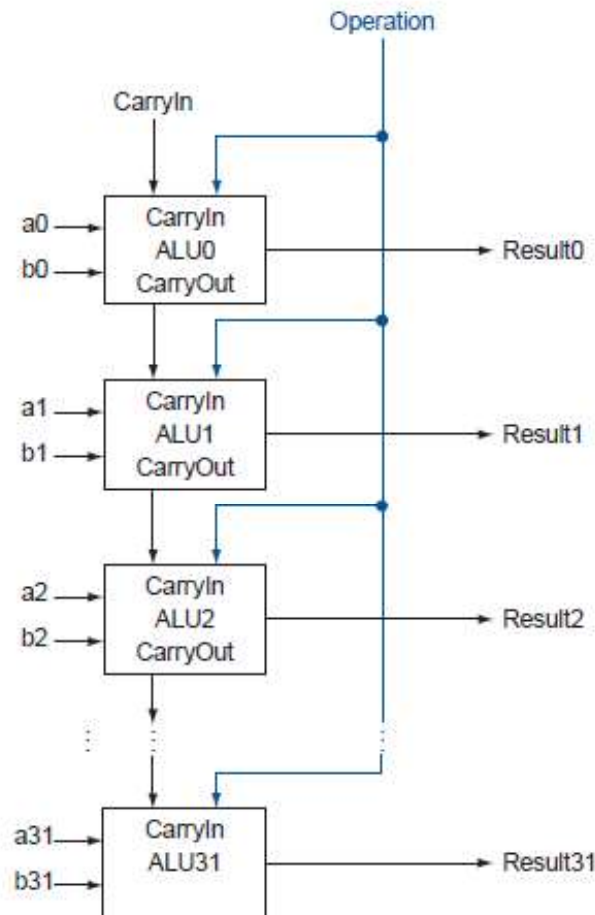 Operation
CarryIn
a0
b0
CarryIn
ALU0
CarryOut
Result0
a1
b1
CarryIn
ALU1
CarryOut
Result1
a2
b2
CarryIn
ALU2
CarryOut
Result2
a31
b31
CarryIn
ALU31
Result31